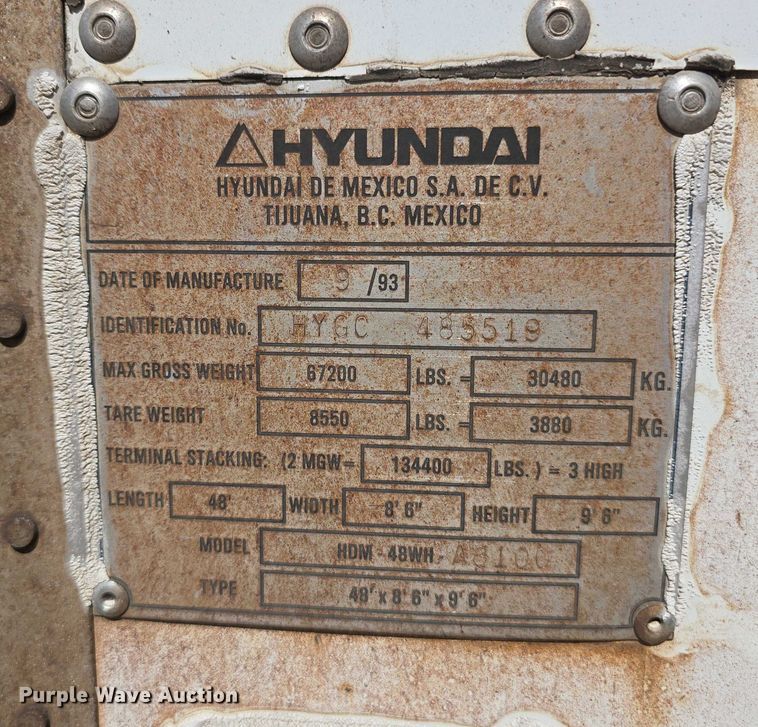 HYUNDAI
HYUNDAI DE MEXICO S.A. DE C.V.
TIJUANA, B.C. MEXICO
DATE OF MANUFACTURE 9 /93
IDENTIFICATION No. HYGC 485519
MAX GROSS WEIGHT 67200 LBS. = 30480 KG.
TARE WEIGHT 8550 LBS. = 3880 KG.
TERMINAL STACKING: (2 MGW= 134400 LBS. ) = 3 HIGH
LENGTH 48' WIDTH 8' 6" HEIGHT 9' 6"
MODEL HDM - 48WH-
TYPE 48' x 8' 6" x 9' 6"
Purple Wave Auction